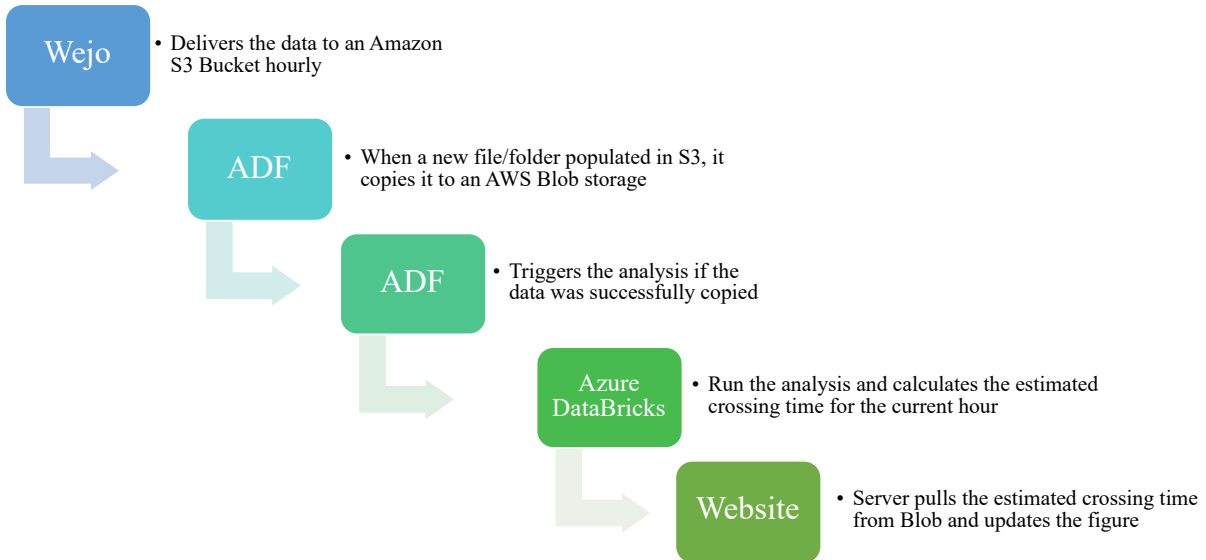 Wejo
• Delivers the data to an Amazon
S3 Bucket hourly
ADF
• When a new file/folder populated in S3, it
copies it to an AWS Blob storage
ADF
• Triggers the analysis if the
data was successfully copied
Azure
DataBricks
• Run the analysis and calculates the estimated
crossing time for the current hour
Website
• Server pulls the estimated crossing time
from Blob and updates the figure